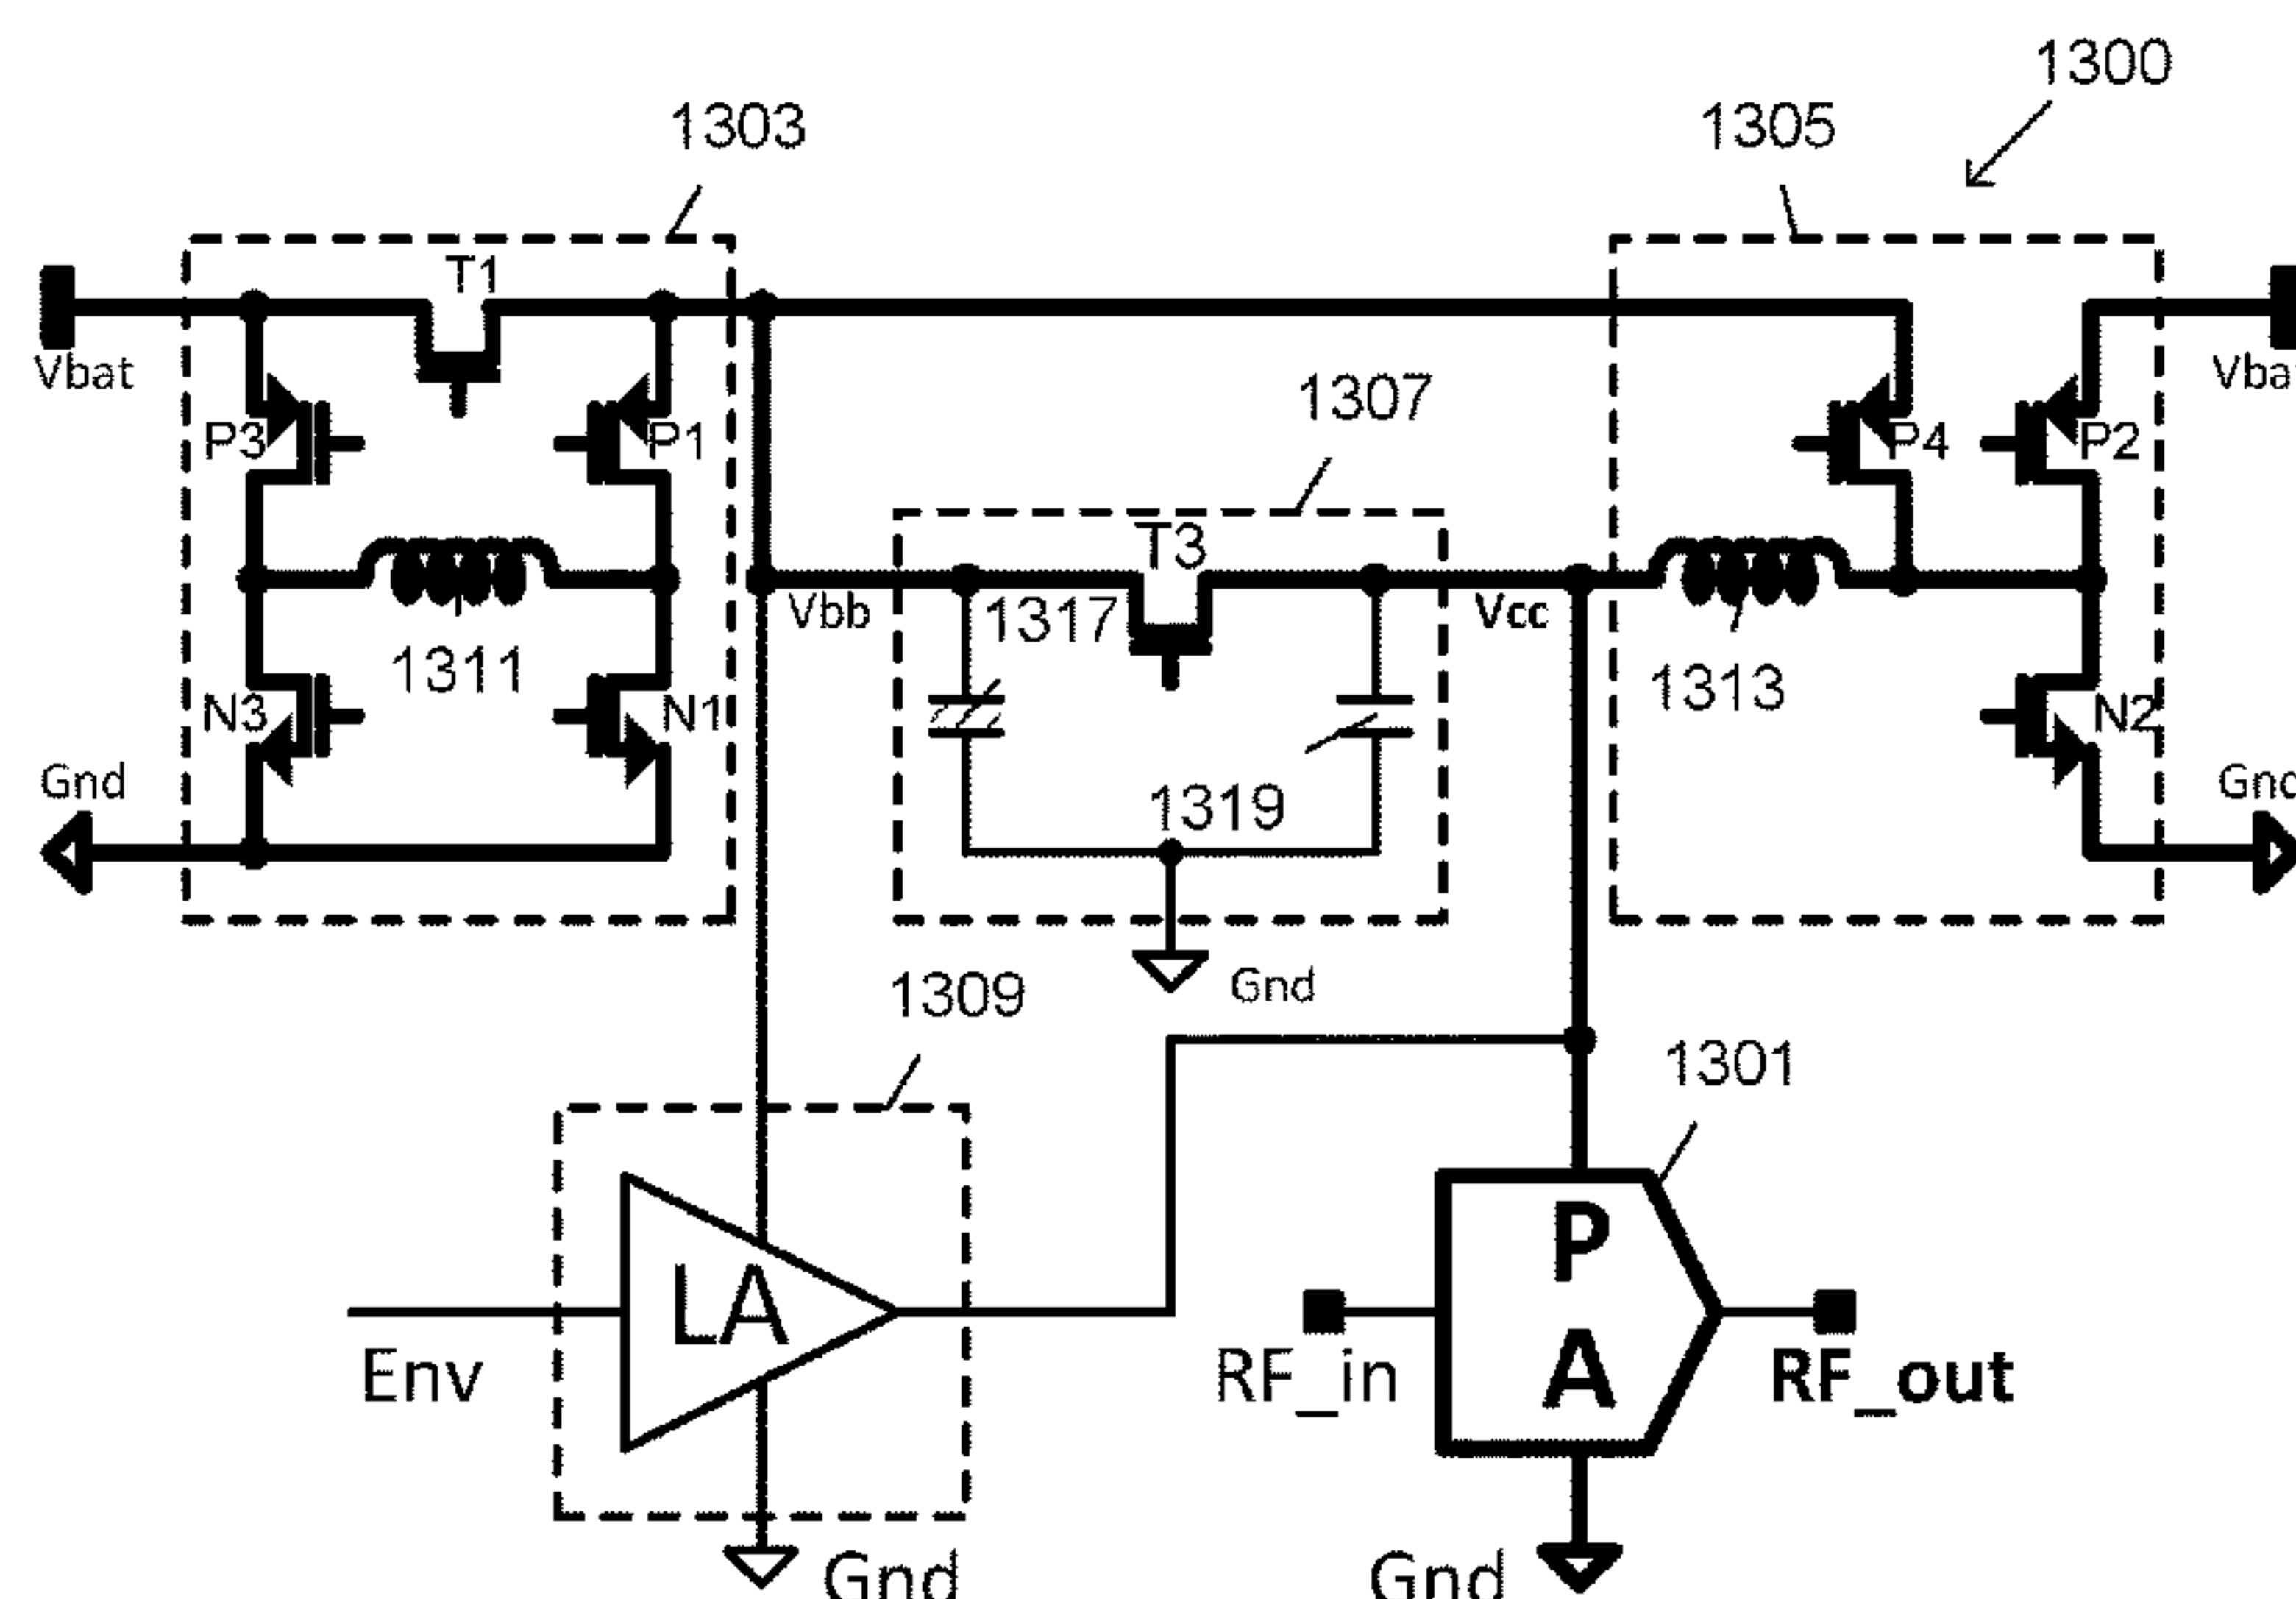 1300
1303
1305
T1
Vbat
Vbat
1307
P3
P1
P4
P2
T3
1317
Vbb
Vcc
1311
1313
N3
N1
N2
Gnd
1319
Gnd
Gnd
1309
1301
P
LA
A
Env
RF_in
RF_out
Gnd
Gnd